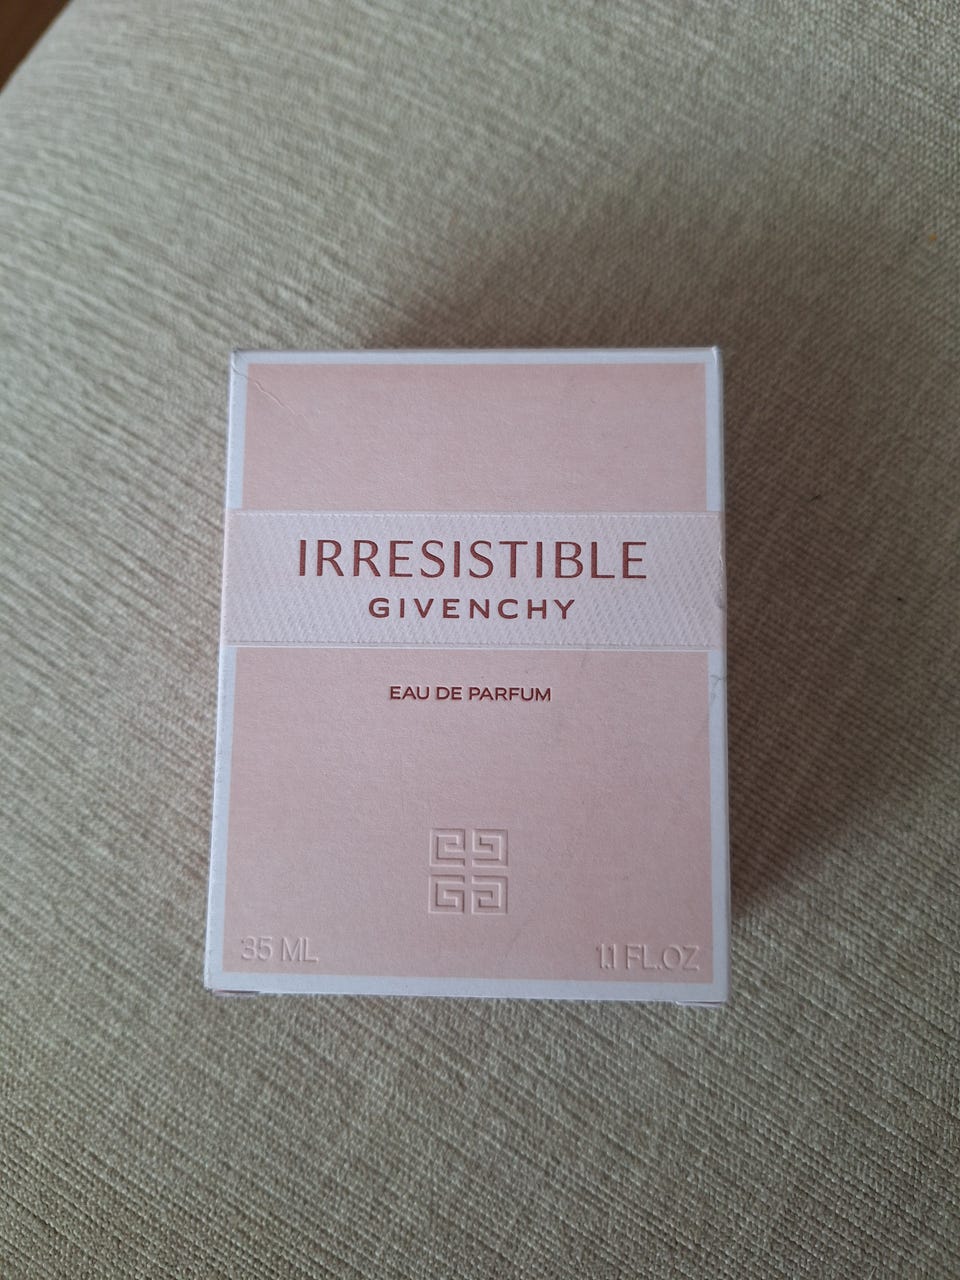 IRRESISTIBLE
GIVENCHY
EAU DE PARFUM
35 ML 1.1 FL.OZ